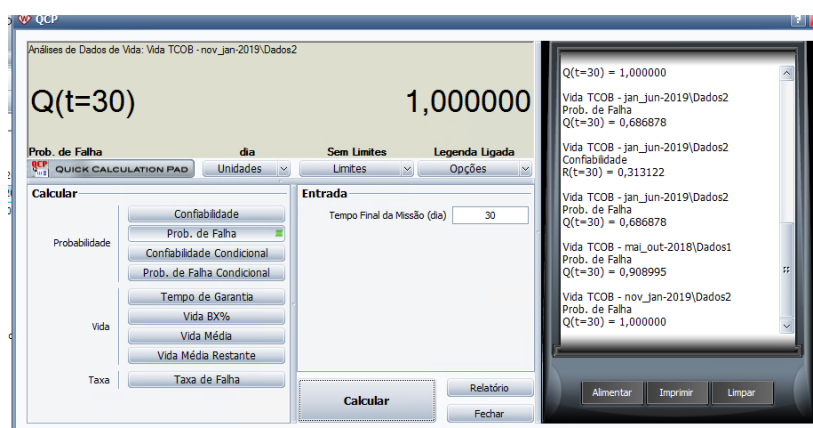 QCP
?
Análises de Dados de Vida: Vida TCOB - nov_jan-2019\Dados2
Q(t=30)
1,000000
Prob. de Falha
dia
Sem Limites
Legenda Ligada
QCP
QUICK CALCULATION PAD
Unidades
Limites
Opções
Calcular
Probabilidade
Confiabilidade
Prob. de Falha
Confiabilidade Condicional
Prob. de Falha Condicional
Vida
Tempo de Garantia
Vida BX%
Vida Média
Vida Média Restante
Taxa
Taxa de Falha
Entrada
Tempo Final da Missão (dia)
30
Calcular
Relatório
Fechar
Q(t=30) = 1,000000
Vida TCOB - jan_jun-2019\Dados2
Prob. de Falha
Q(t=30) = 0,686878
Vida TCOB - jan_jun-2019\Dados2
Confiabilidade
R(t=30) = 0,313122
Vida TCOB - jan_jun-2019\Dados2
Prob. de Falha
Q(t=30) = 0,686878
Vida TCOB - mai_out-2018\Dados1
Prob. de Falha
Q(t=30) = 0,908995
Vida TCOB - nov_jan-2019\Dados2
Prob. de Falha
Q(t=30) = 1,000000
Alimentar
Imprimir
Limpar